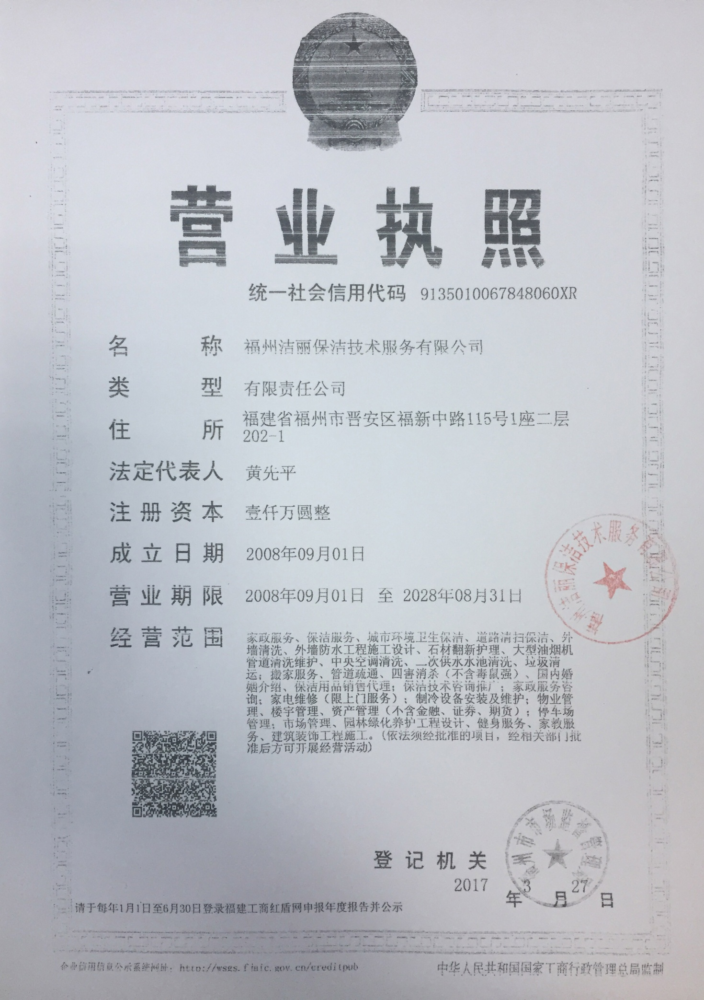 营业执照
统一社会信用代码 9135010067848060XR
名称 福州洁丽保洁技术服务有限公司
类型 有限责任公司
住所 福建省福州市晋安区福新中路115号1座二层
202-1
法定代表人 黄先平
注册资本 壹仟万圆整
成立日期 2008年09月01日
营业期限 2008年09月01日 至 2028年08月31日
经营范围 家政服务、保洁服务、城市环境卫生保洁、道路清扫保洁、外
墙清洗、外墙防水工程施工设计、石材翻新护理、大型油烟机
管道清洗维护、中央空调清洗、二次供水水池清洗、垃圾清
运；搬家服务、管道疏通、四害消杀（不含毒鼠强）、国内婚
姻介绍、保洁用品销售代理；保洁技术咨询推广；家政服务咨
询；家电维修（限上门服务）；制冷设备安装及维护；物业管
理、楼宇管理、资产管理（不含金融、证券、期货）；停车场
管理；市场管理、园林绿化养护工程设计、健身服务、家教服
务、建筑装饰工程施工。(依法须经批准的项目，经相关部门批
准后方可开展经营活动)
福州洁丽保洁技术服务有限公司
登记机关
福州市市场监督管理局
2017年3月27日
请于每年1月1日至6月30日登录福建工商红盾网申报年度报告并公示
企业信用信息公示系统网址：http://wsgs.fjaic.gov.cn/creditpub
中华人民共和国国家工商行政管理总局监制